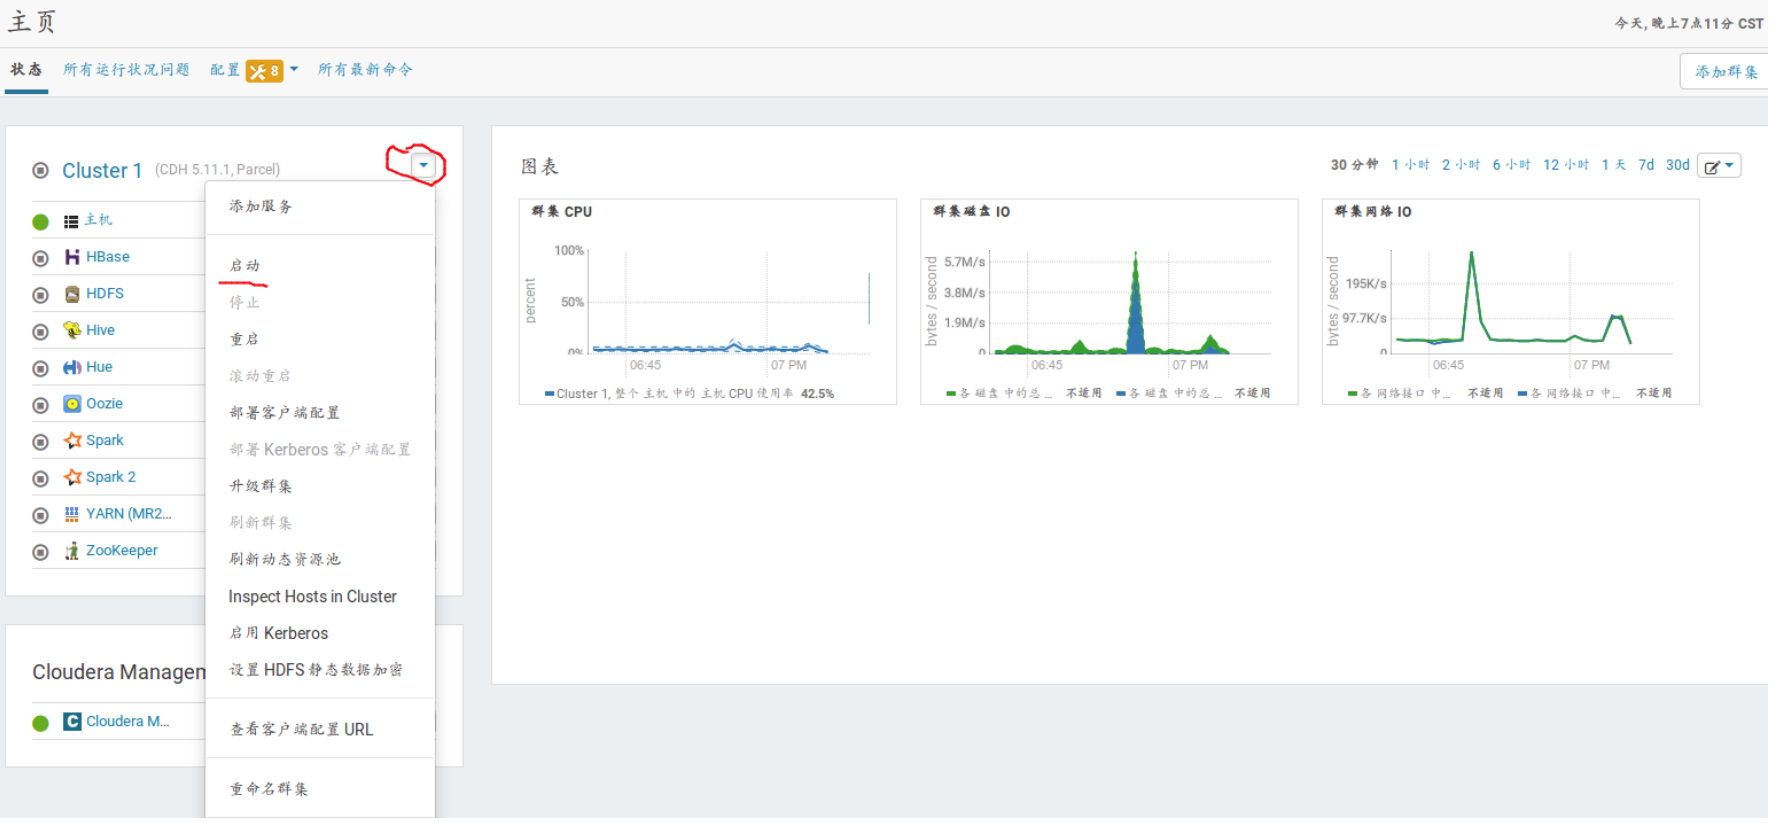 主页
今天, 晚上7点11分 CST
状态 所有运行状况问题 配置 8 所有最新命令
添加群集
Cluster 1 (CDH 5.11.1, Parcel)
主机
HBase
HDFS
Hive
Hue
Oozie
Spark
Spark 2
YARN (MR2...
ZooKeeper
添加服务
启动
停止
重启
滚动重启
部署客户端配置
部署 Kerberos 客户端配置
升级群集
刷新群集
刷新动态资源池
Inspect Hosts in Cluster
启用 Kerberos
设置 HDFS 静态数据加密
查看客户端配置 URL
重命名群集
Cloudera Managem
C Cloudera M...
图表
30 分钟 1 小时 2 小时 6 小时 12 小时 1 天 7d 30d
群集 CPU
percent
100%
50%
0%
06:45 07 PM
Cluster 1, 整个 主机 中的 主机 CPU 使用率 42.5%
群集磁盘 IO
bytes / second
5.7M/s
3.8M/s
1.9M/s
0
06:45 07 PM
各 磁盘 中的总 ... 不适用 各 磁盘 中的总 ... 不适用
群集网络 IO
bytes / second
195K/s
97.7K/s
0
06:45 07 PM
各 网络接口 中... 不适用 各 网络接口 中... 不适用